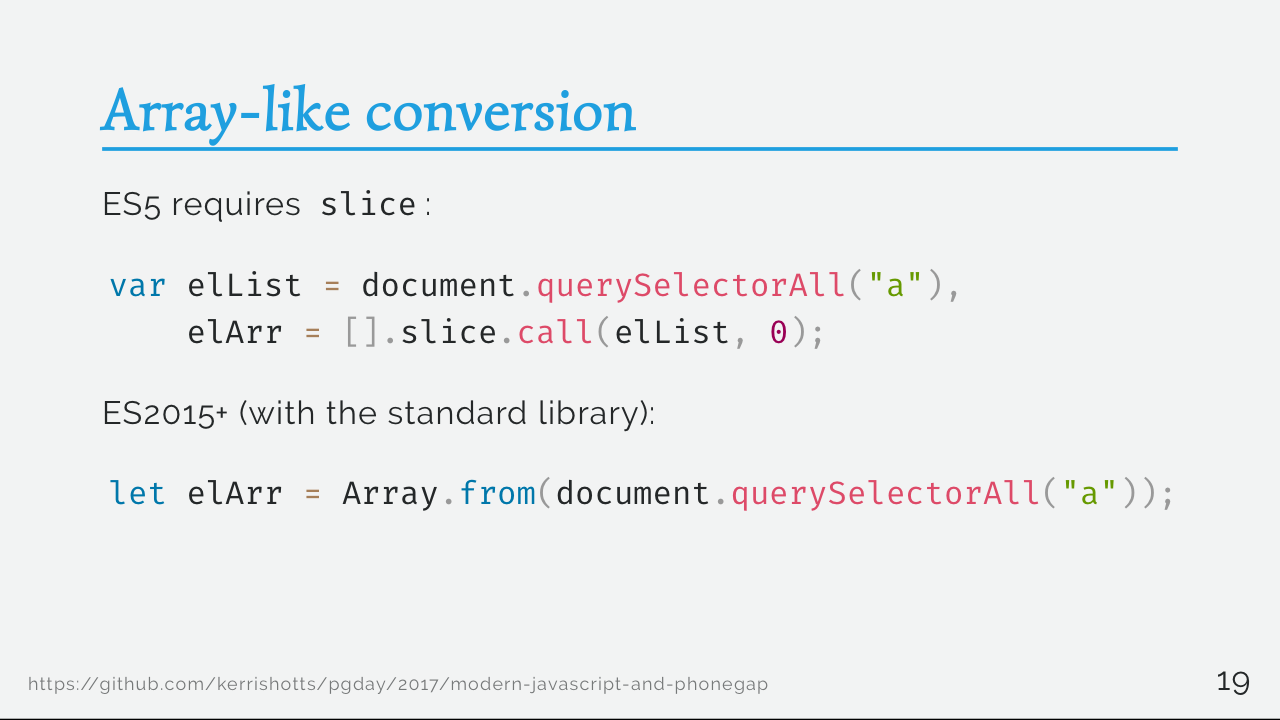 Array-like conversion
ES5 requires slice :
var elList = document.querySelectorAll("a"),
    elArr = [].slice.call(elList, 0);
ES2015+ (with the standard library):
let elArr = Array.from(document.querySelectorAll("a"));
https://github.com/kerrishotts/pgday/2017/modern-javascript-and-phonegap
19